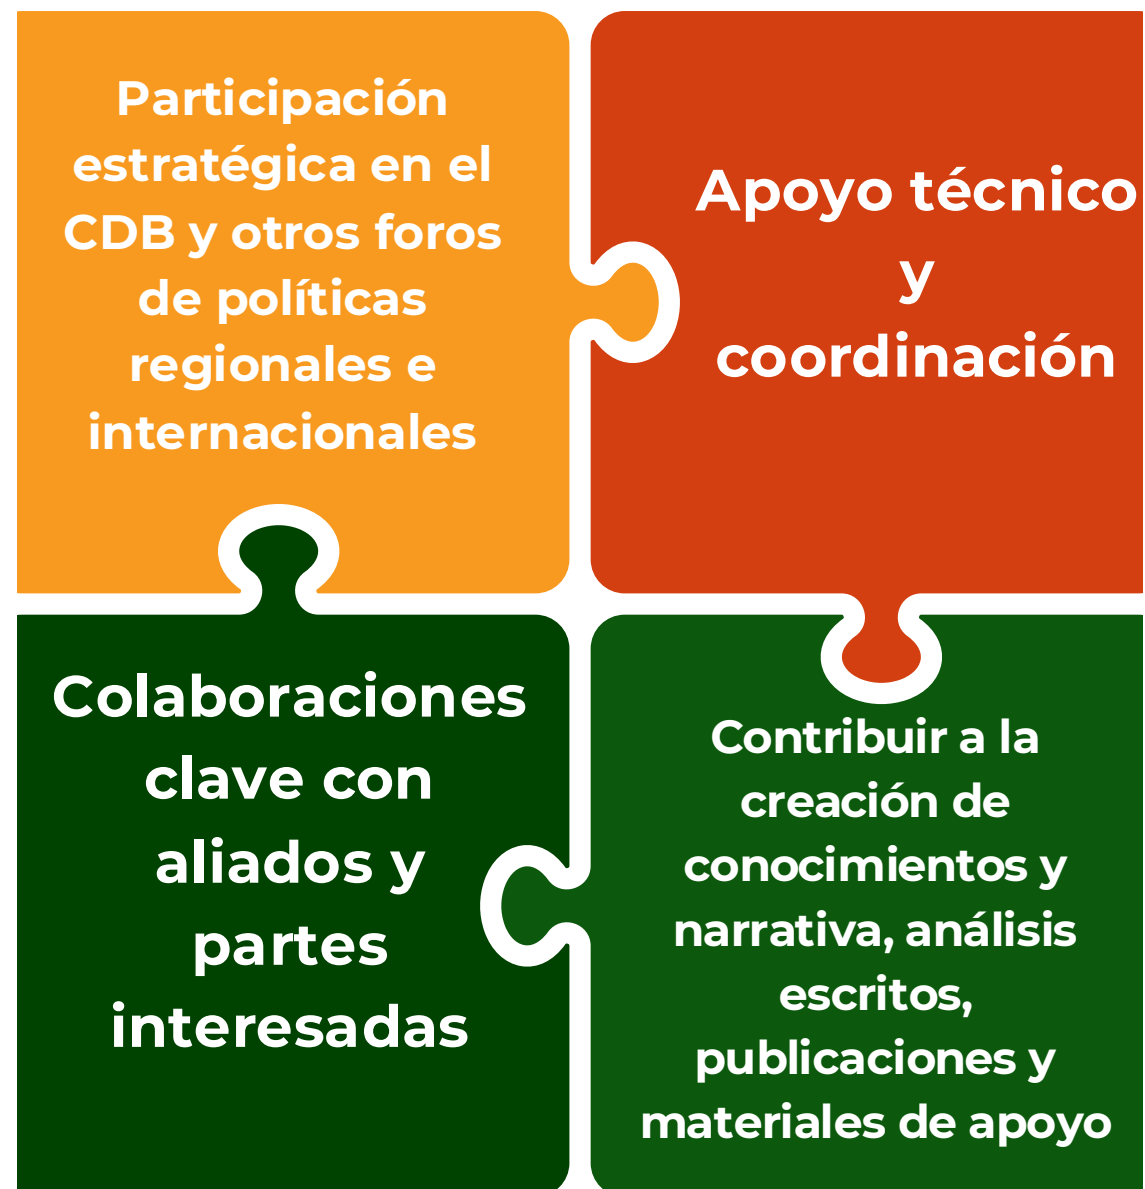 Participación
estratégica en el
CDB y otros foros
de políticas
regionales e
internacionales
Apoyo técnico
y
coordinación
Colaboraciones
clave con
aliados y
partes
interesadas
Contribuir a la
creación de
conocimientos y
narrativa, análisis
escritos,
publicaciones y
materiales de apoyo